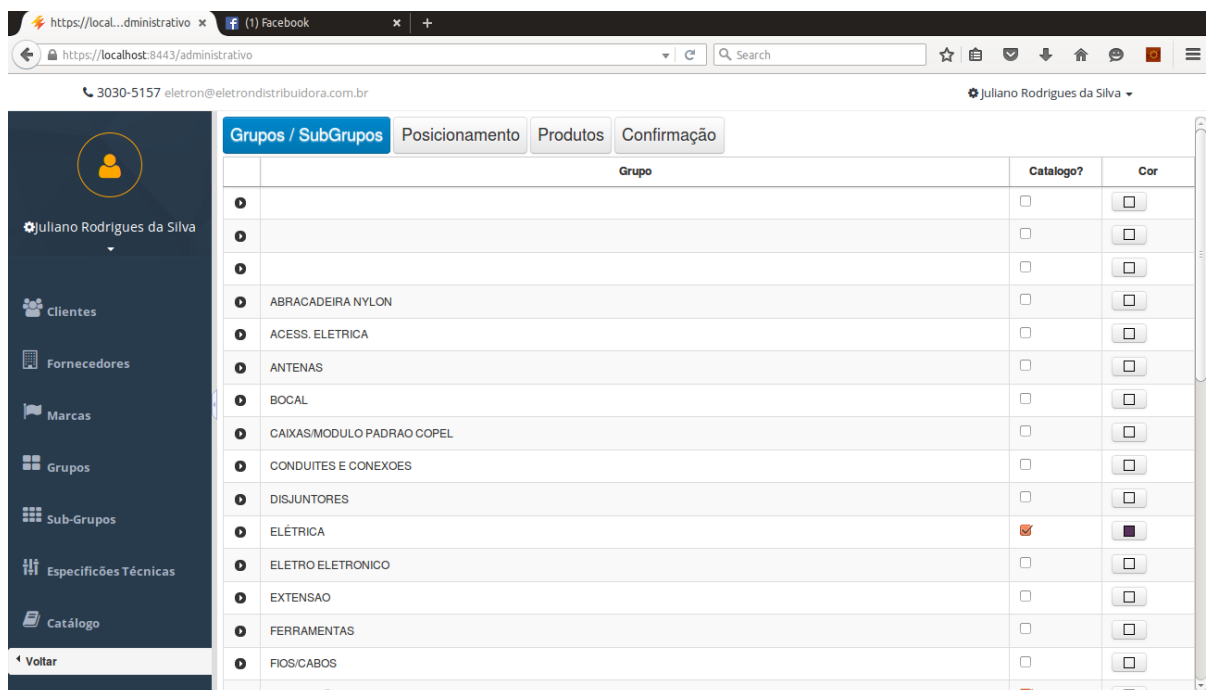 https://local...dministrativo
(1) Facebook
https://localhost:8443/administrativo
Search
3030-5157 eletron@eletrondistribuidora.com.br
Juliano Rodrigues da Silva
Juliano Rodrigues da Silva
Clientes
Fornecedores
Marcas
Grupos
Sub-Grupos
Especificões Técnicas
Catálogo
Voltar
Grupos / SubGrupos Posicionamento Produtos Confirmação
Grupo Catalogo? Cor
ABRACADEIRA NYLON
ACESS. ELETRICA
ANTENAS
BOCAL
CAIXAS/MODULO PADRAO COPEL
CONDUITES E CONEXOES
DISJUNTORES
ELÉTRICA
ELETRO ELETRONICO
EXTENSAO
FERRAMENTAS
FIOS/CABOS